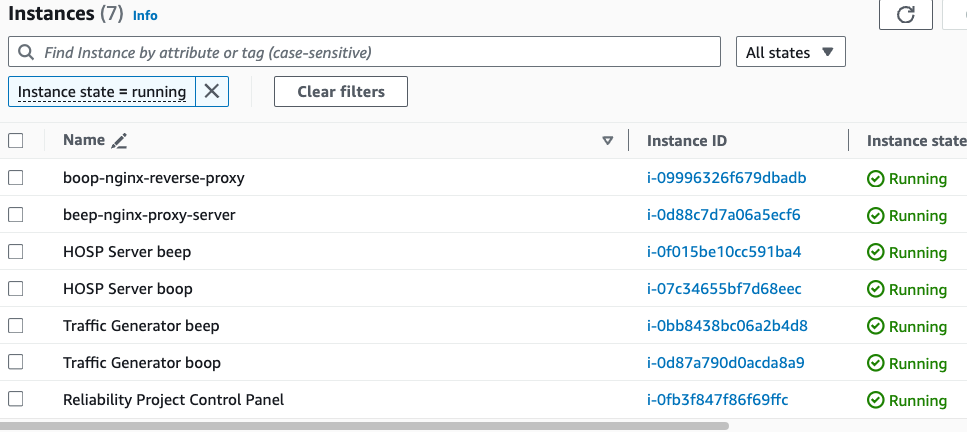 Instances (7) Info
Find Instance by attribute or tag (case-sensitive) All states
Instance state = running
Clear filters
Name Instance ID Instance state
boop-nginx-reverse-proxy i-09996326f679dbadb Running
beep-nginx-proxy-server i-0d88c7d7a06a5ecf6 Running
HOSP Server beep i-0f015be10cc591ba4 Running
HOSP Server boop i-07c34655bf7d68eec Running
Traffic Generator beep i-0bb8438bc06a2b4d8 Running
Traffic Generator boop i-0d87a790d0acda8a9 Running
Reliability Project Control Panel i-0fb3f847f86f69ffc Running